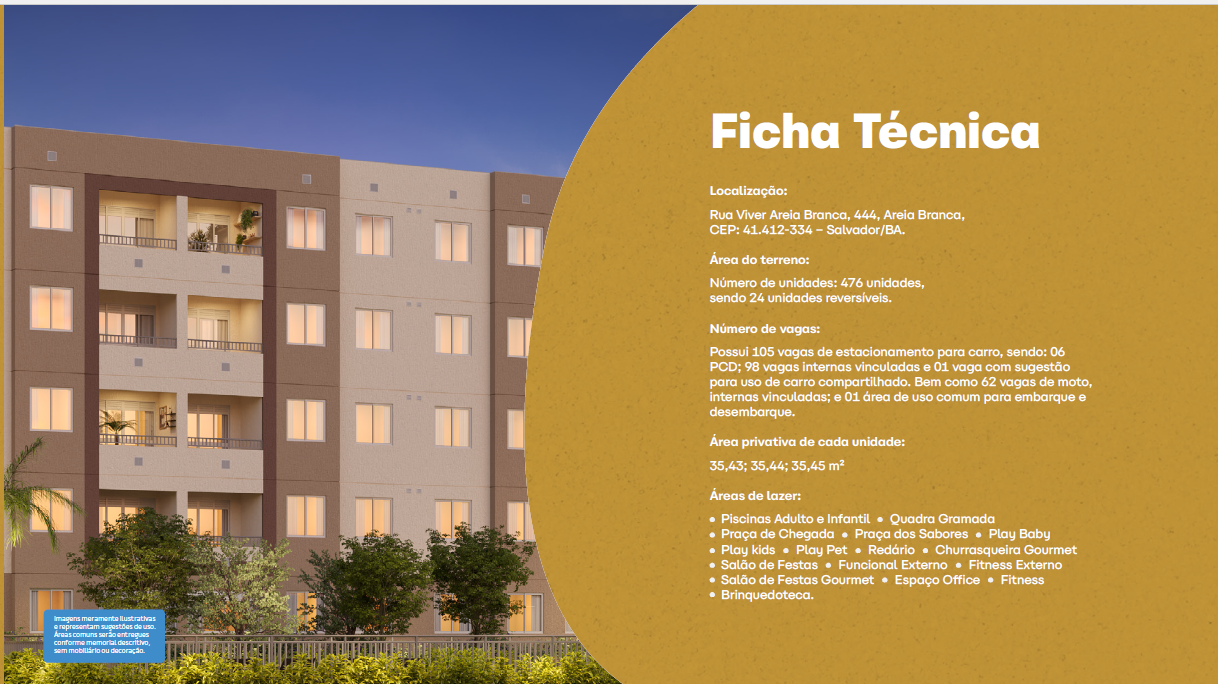 Ficha Técnica
Localização:
Rua Viver Areia Branca, 444, Areia Branca,
CEP: 41.412-334 – Salvador/BA.
Área do terreno:
Número de unidades: 476 unidades,
sendo 24 unidades reversíveis.
Número de vagas:
Possui 105 vagas de estacionamento para carro, sendo: 06
PCD; 98 vagas internas vinculadas e 01 vaga com sugestão
para uso de carro compartilhado. Bem como 62 vagas de moto,
internas vinculadas; e 01 área de uso comum para embarque e
desembarque.
Área privativa de cada unidade:
35,43; 35,44; 35,45 m²
Áreas de lazer:
• Piscinas Adulto e Infantil • Quadra Gramada
• Praça de Chegada • Praça dos Sabores • Play Baby
• Play kids • Play Pet • Redário • Churrasqueira Gourmet
• Salão de Festas • Funcional Externo • Fitness Externo
• Salão de Festas Gourmet • Espaço Office • Fitness
• Brinquedoteca.
Imagens meramente ilustrativas
e representam sugestões de uso.
Áreas comuns serão entregues
conforme memorial descritivo,
sem mobiliário ou decoração.